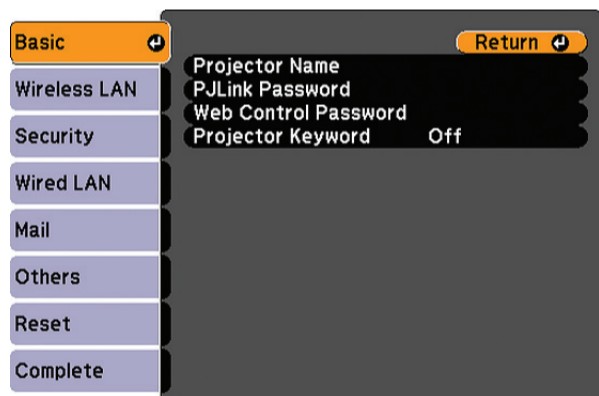 Basic
Wireless LAN
Security
Wired LAN
Mail
Others
Reset
Complete
Return
Projector Name
PJLink Password
Web Control Password
Projector Keyword Off